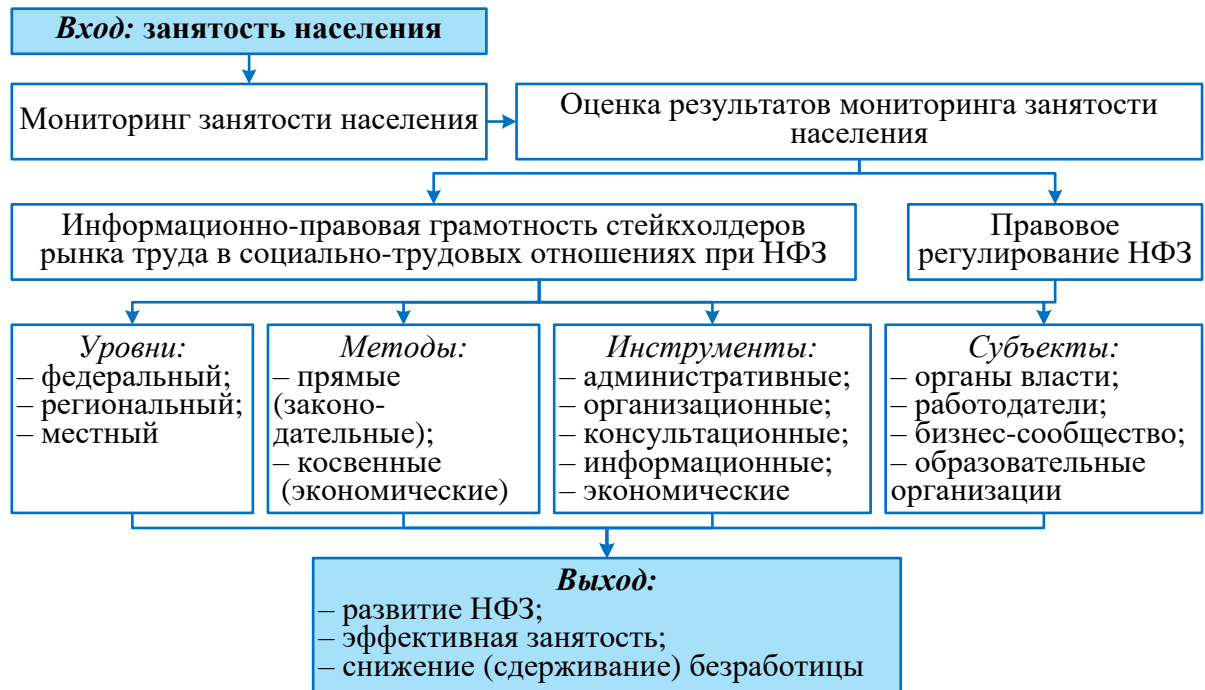 Вход: занятость населения
Мониторинг занятости населения
Оценка результатов мониторинга занятости
населения
Информационно-правовая грамотность стейкхолдеров
рынка труда в социально-трудовых отношениях при НФЗ
Правовое
регулирование НФЗ
Уровни:
– федеральный;
– региональный;
– местный
Методы:
– прямые
(законо-
дательные);
– косвенные
(экономические)
Инструменты:
– административные;
– организационные;
– консультационные;
– информационные;
– экономические
Субъекты:
– органы власти;
– работодатели;
– бизнес-сообщество;
– образовательные
организации
Выход:
– развитие НФЗ;
– эффективная занятость;
– снижение (сдерживание) безработицы